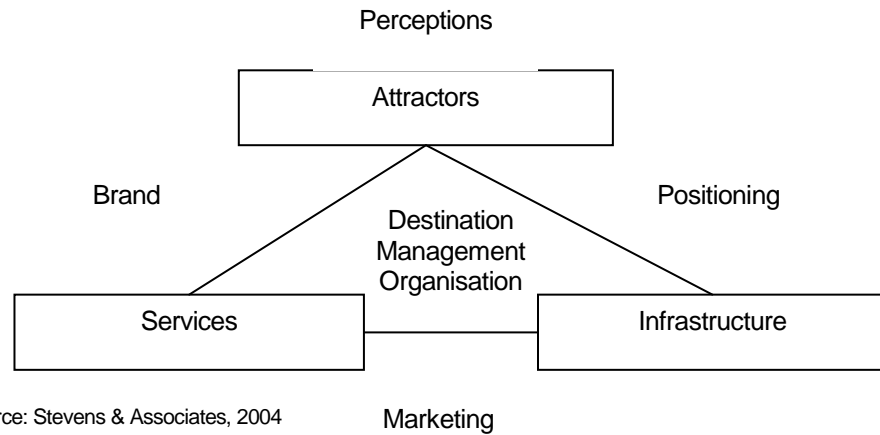 Perceptions
Attractors
Brand
Positioning
Destination
Management
Organisation
Services
Infrastructure
rce: Stevens & Associates, 2004
Marketing